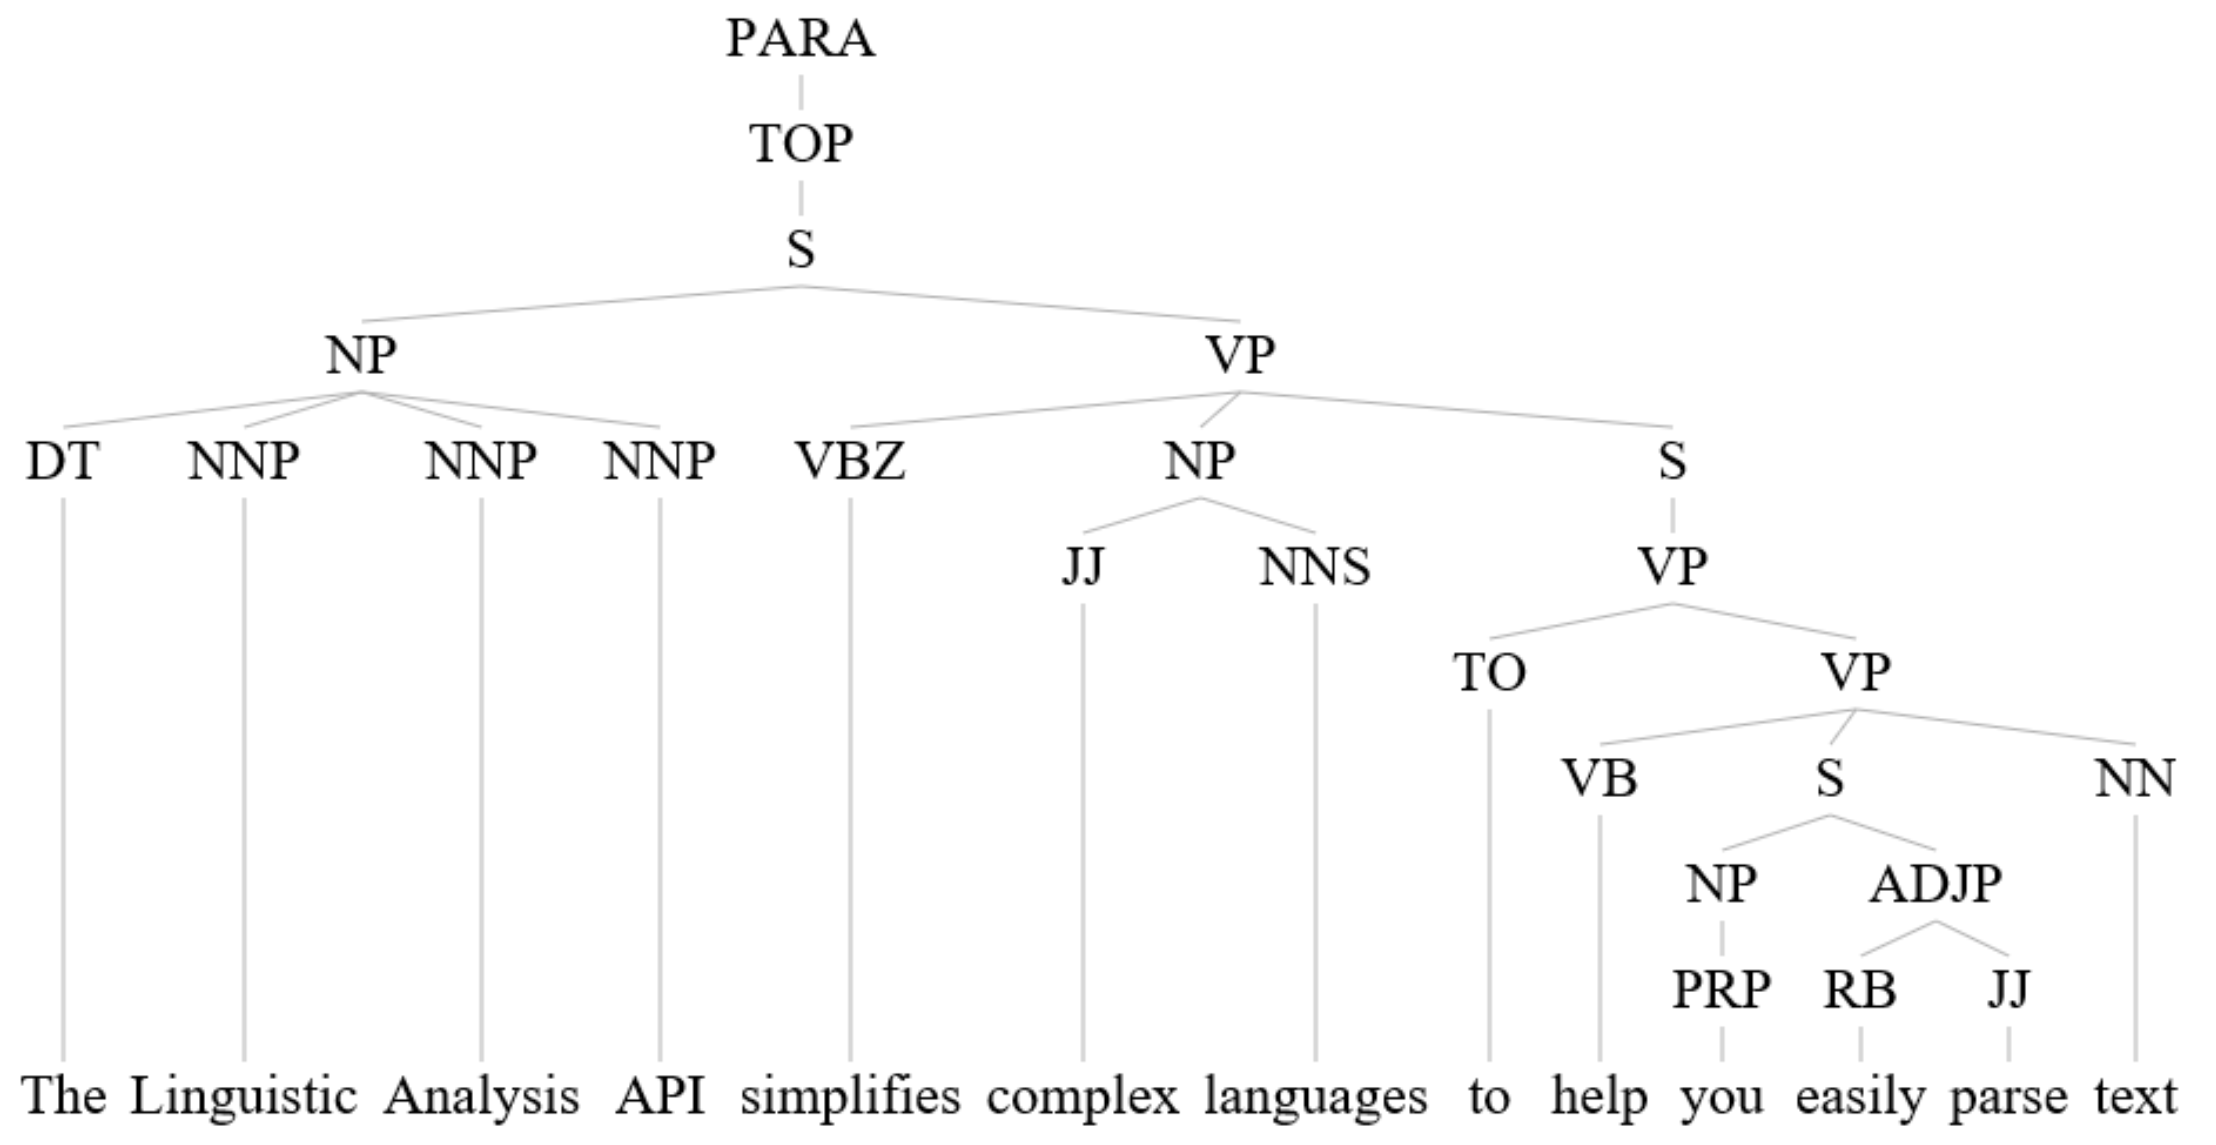 PARA
TOP
S
NP VP
DT NNP NNP NNP VBZ NP S
JJ NNS VP
TO VP
VB S NN
NP ADJP
PRP RB JJ
The Linguistic Analysis API simplifies complex languages to help you easily parse text